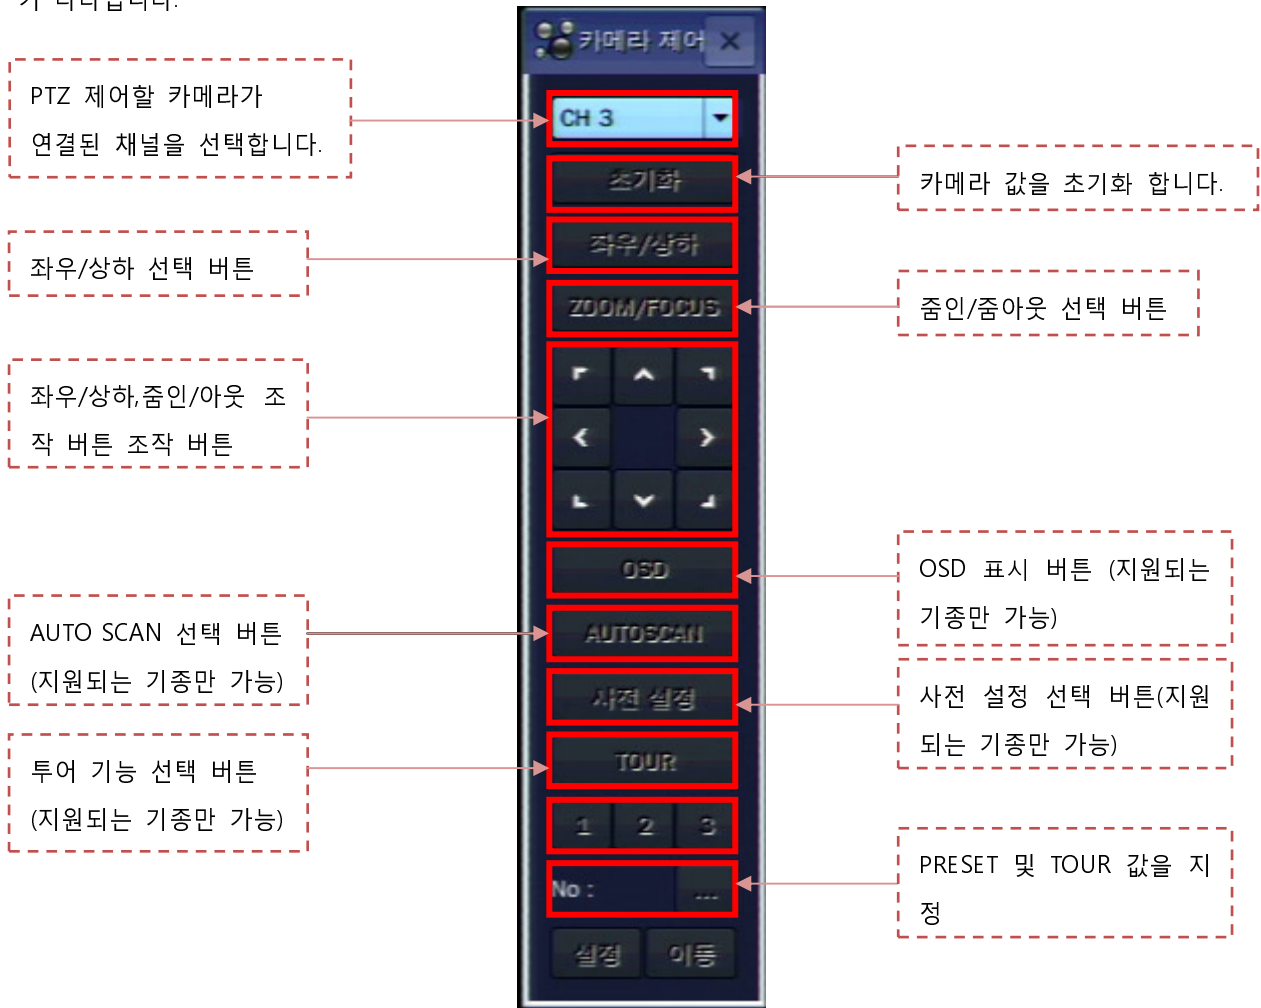 카메라 제어
PTZ 제어할 카메라가
연결된 채널을 선택합니다.
CH 3
초기화
카메라 값을 초기화 합니다.
좌우/상하
좌우/상하 선택 버튼
ZOOM/FOCUS
줌인/줌아웃 선택 버튼
좌우/상하,줌인/아웃 조
작 버튼 조작 버튼
OSD
OSD 표시 버튼 (지원되는
기종만 가능)
AUTOSCAN
AUTO SCAN 선택 버튼
(지원되는 기종만 가능)
사전 설정
사전 설정 선택 버튼(지원
되는 기종만 가능)
TOUR
투어 기능 선택 버튼
(지원되는 기종만 가능)
1 2 3
No : ...
PRESET 및 TOUR 값을 지
정
설정 이동